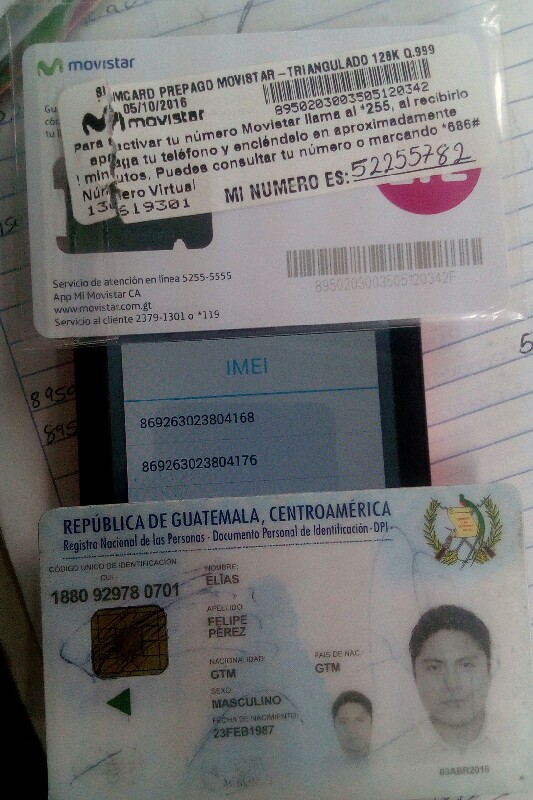 movistar
SIMCARD PREPAGO MOVISTAR -TRIANGULADO 128K Q.999
05/10/2016
movistar
8950203003505120342
Para activar tu número Movistar llama al *255, al recibirlo
apaga tu teléfono y enciéndelo en aproximadamente
minutos. Puedes consultar tu número o marcando *686#
Número Virtual
619301
MI NUMERO ES: 52255782
8950203003505120342F
Servicio de atención en línea 5255-5555
App Mi Movistar CA
www.movistar.com.gt
Servicio al cliente 2379-1301 o *119
IMEI
869263023804168
869263023804176
8950
895
5
REPÚBLICA DE GUATEMALA, CENTROAMÉRICA
Registro Nacional de las Personas - Documento Personal de Identificación -DPI-
CÓDIGO ÚNICO DE IDENTIFICACIÓN
CUI
1880 92978 0701
NOMBRE:
ELÍAS
APELLIDO
FELIPE
PÉREZ
NACIONALIDAD:
GTM
PAIS DE NAC.:
GTM
SEXO:
MASCULINO
FECHA DE NACIMIENTO:
23FEB1987
03ABR2016